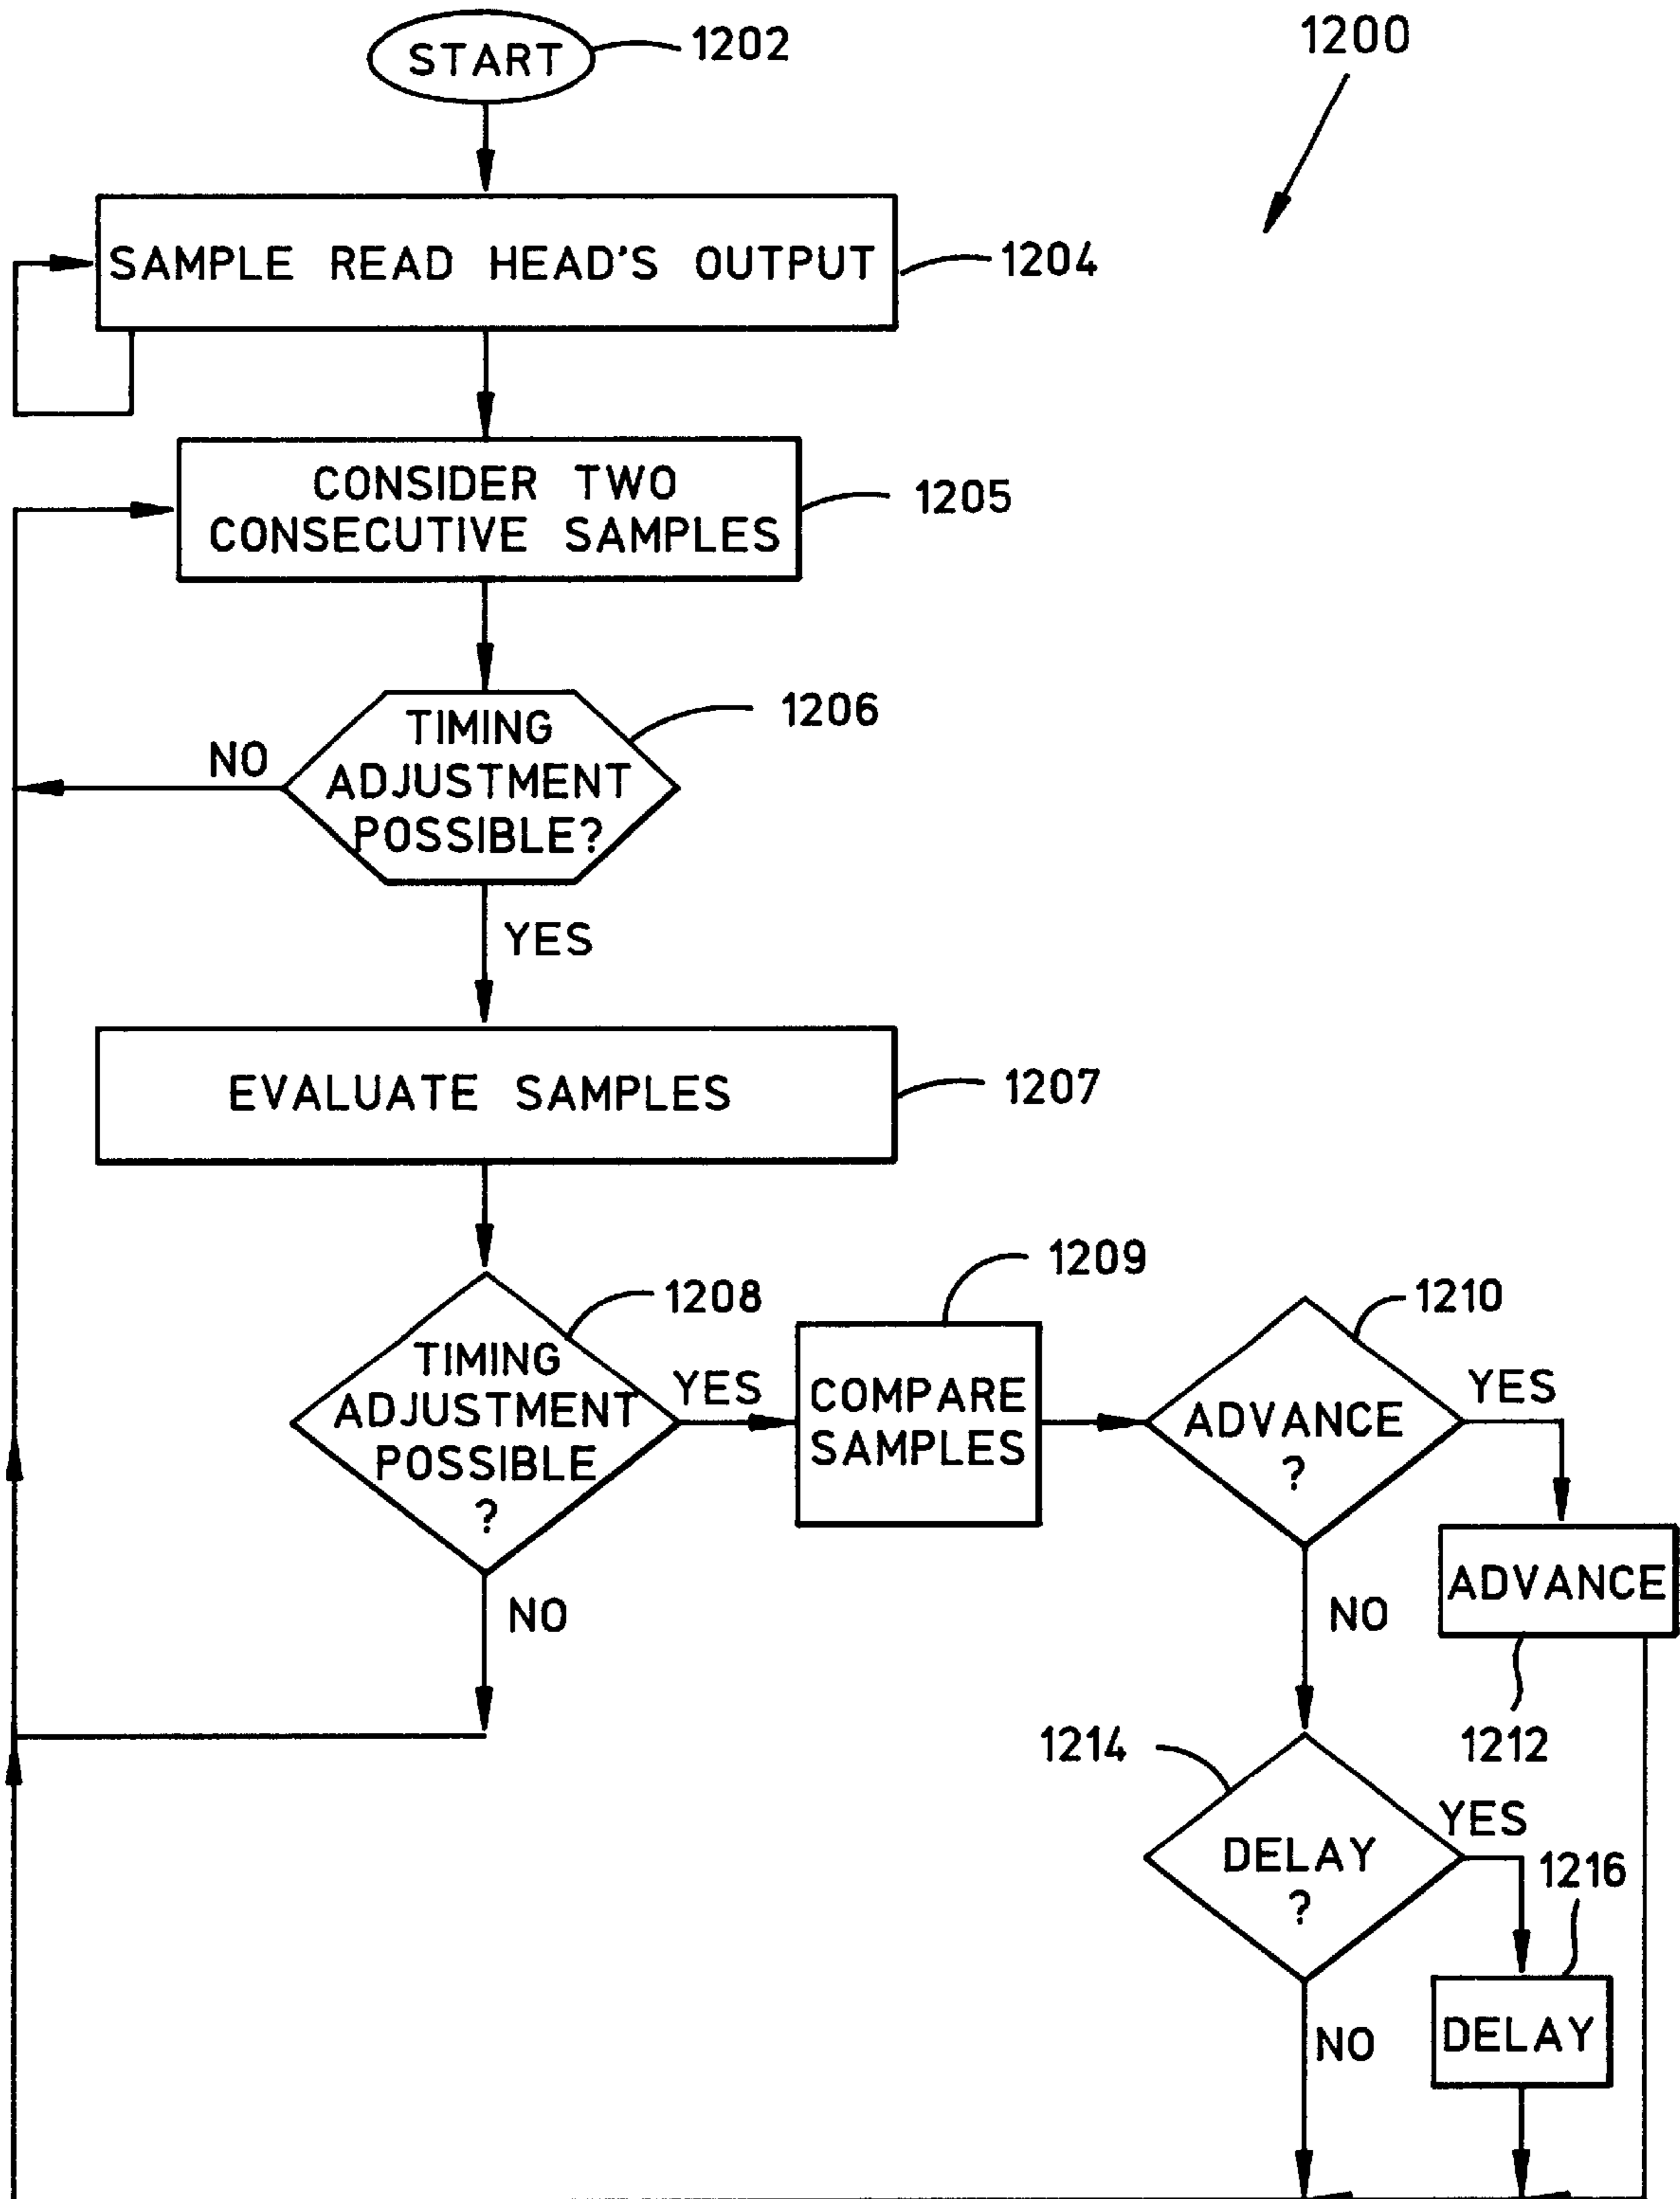 START
1202
1200
SAMPLE READ HEAD'S OUTPUT
1204
CONSIDER TWO
CONSECUTIVE SAMPLES
1205
TIMING
ADJUSTMENT
POSSIBLE?
1206
NO
YES
EVALUATE SAMPLES
1207
TIMING
ADJUSTMENT
POSSIBLE
?
1208
YES
NO
COMPARE
SAMPLES
1209
ADVANCE
?
1210
YES
NO
ADVANCE
1212
DELAY
?
1214
YES
NO
DELAY
1216